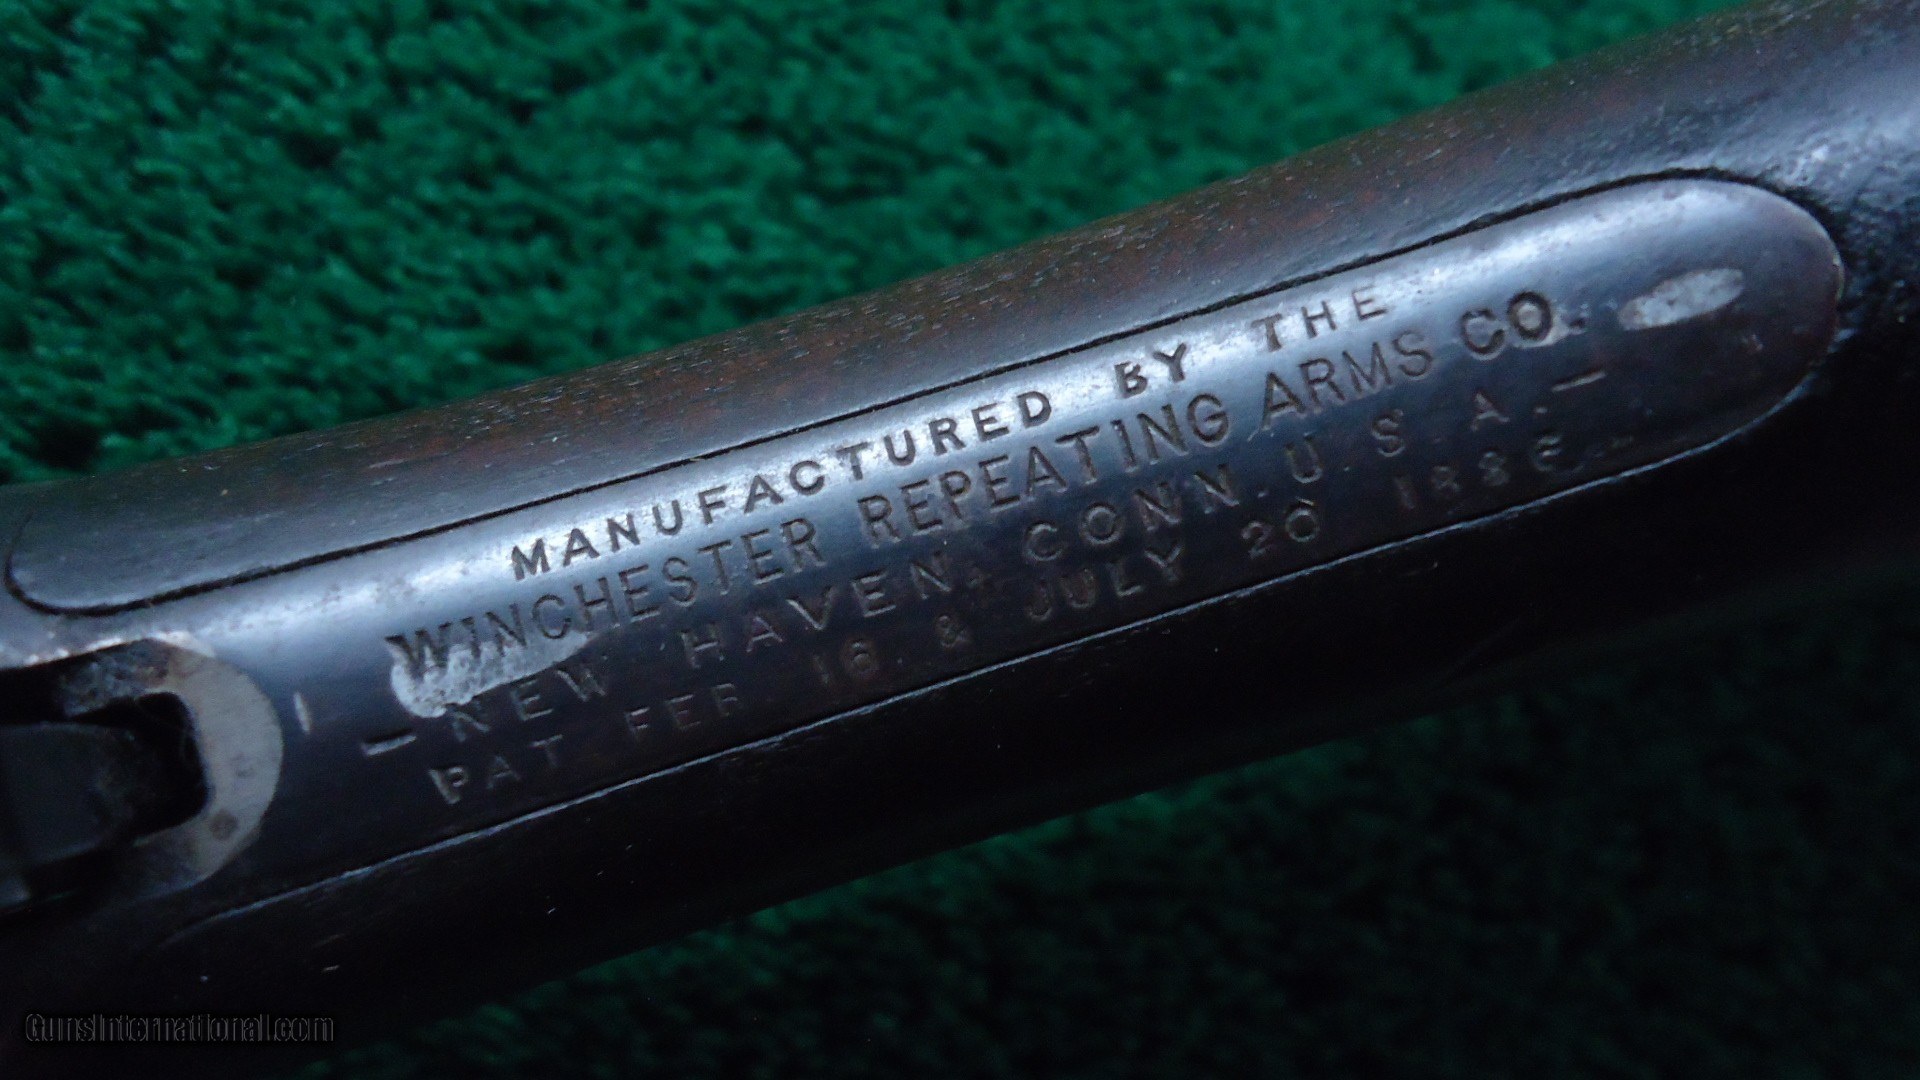 MANUFACTURED BY THE
WINCHESTER REPEATING ARMS CO.
— NEW HAVEN, CONN. U.S.A. —
PAT. FEB. 16 & JULY 20 1886.
GunsInternational.com